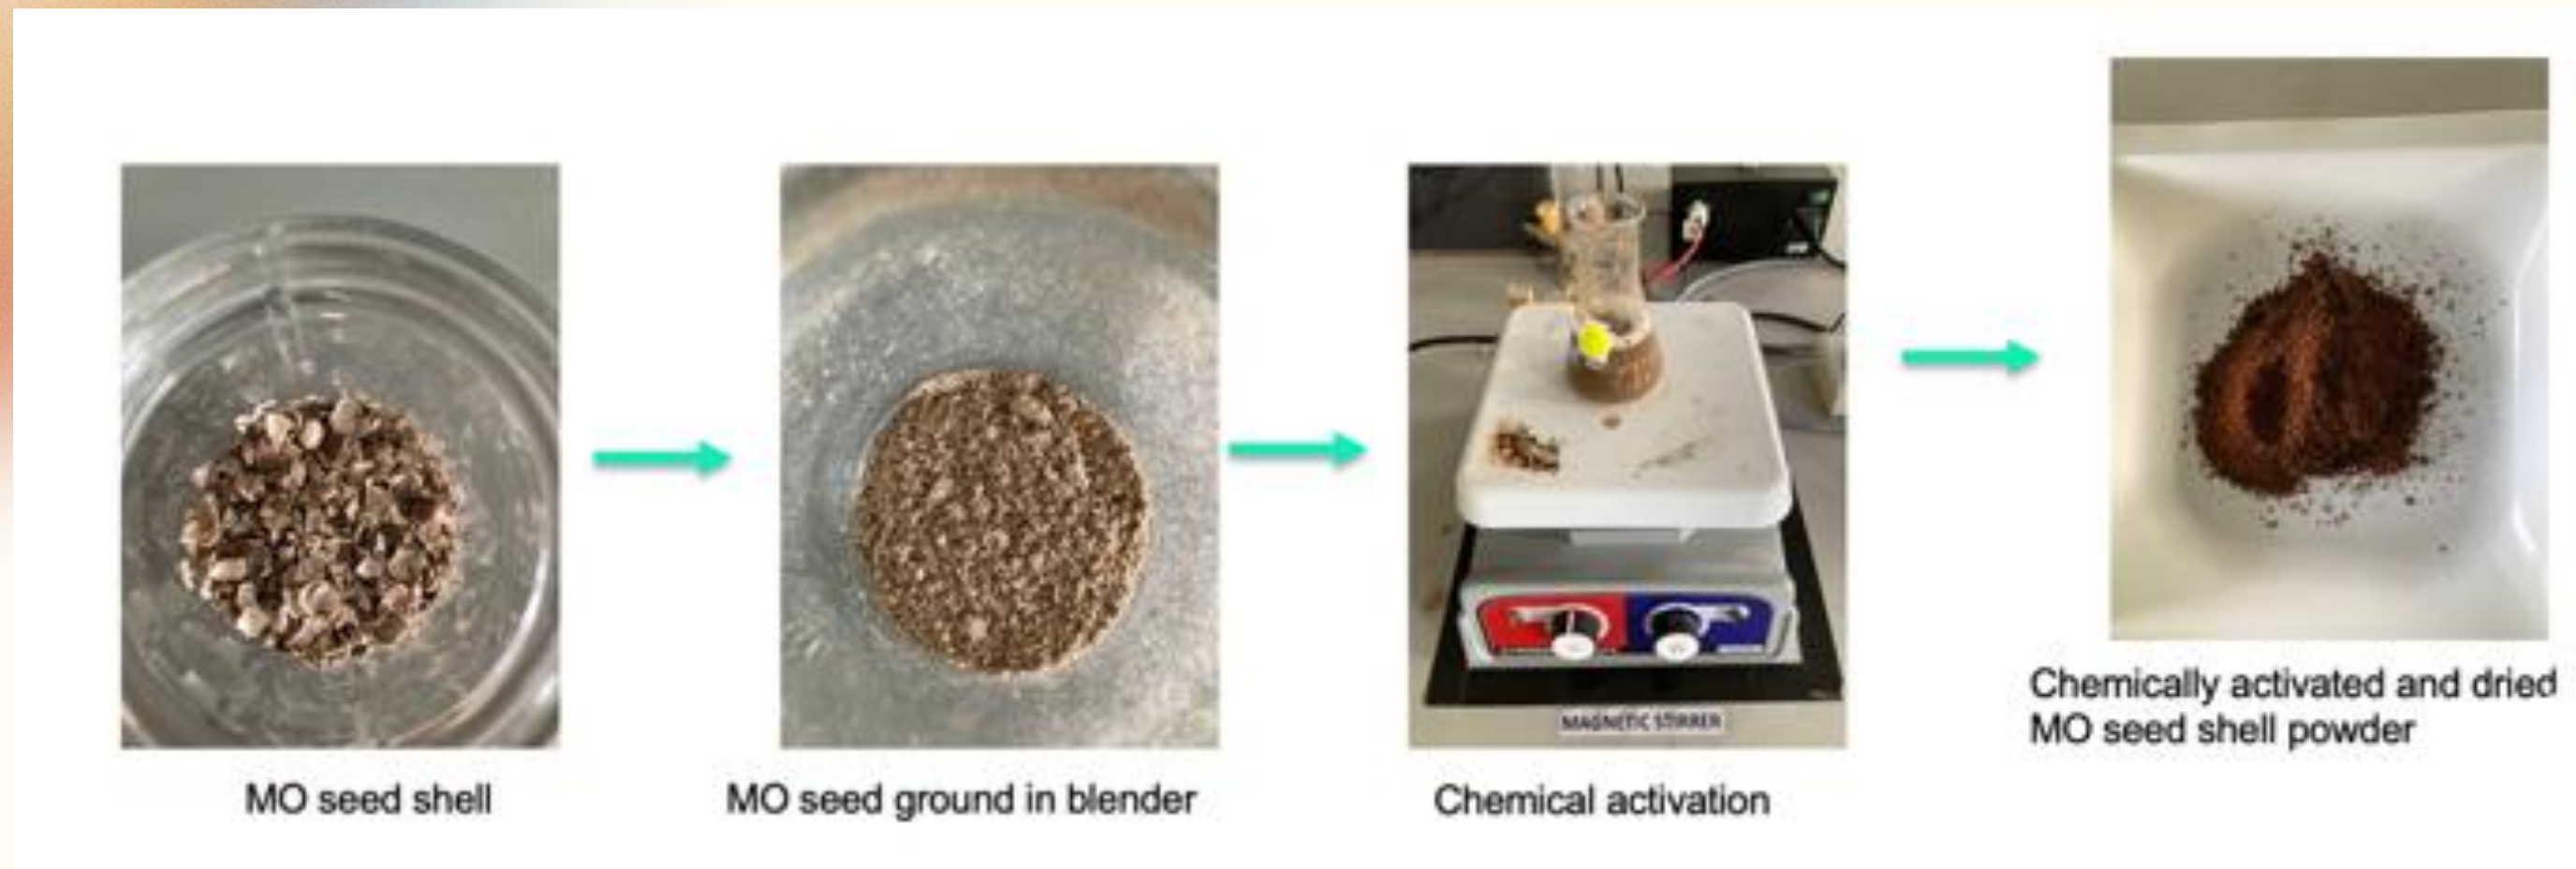 MAGNETIC STIRRER
MO seed shell
MO seed ground in blender
Chemical activation
Chemically activated and dried
MO seed shell powder